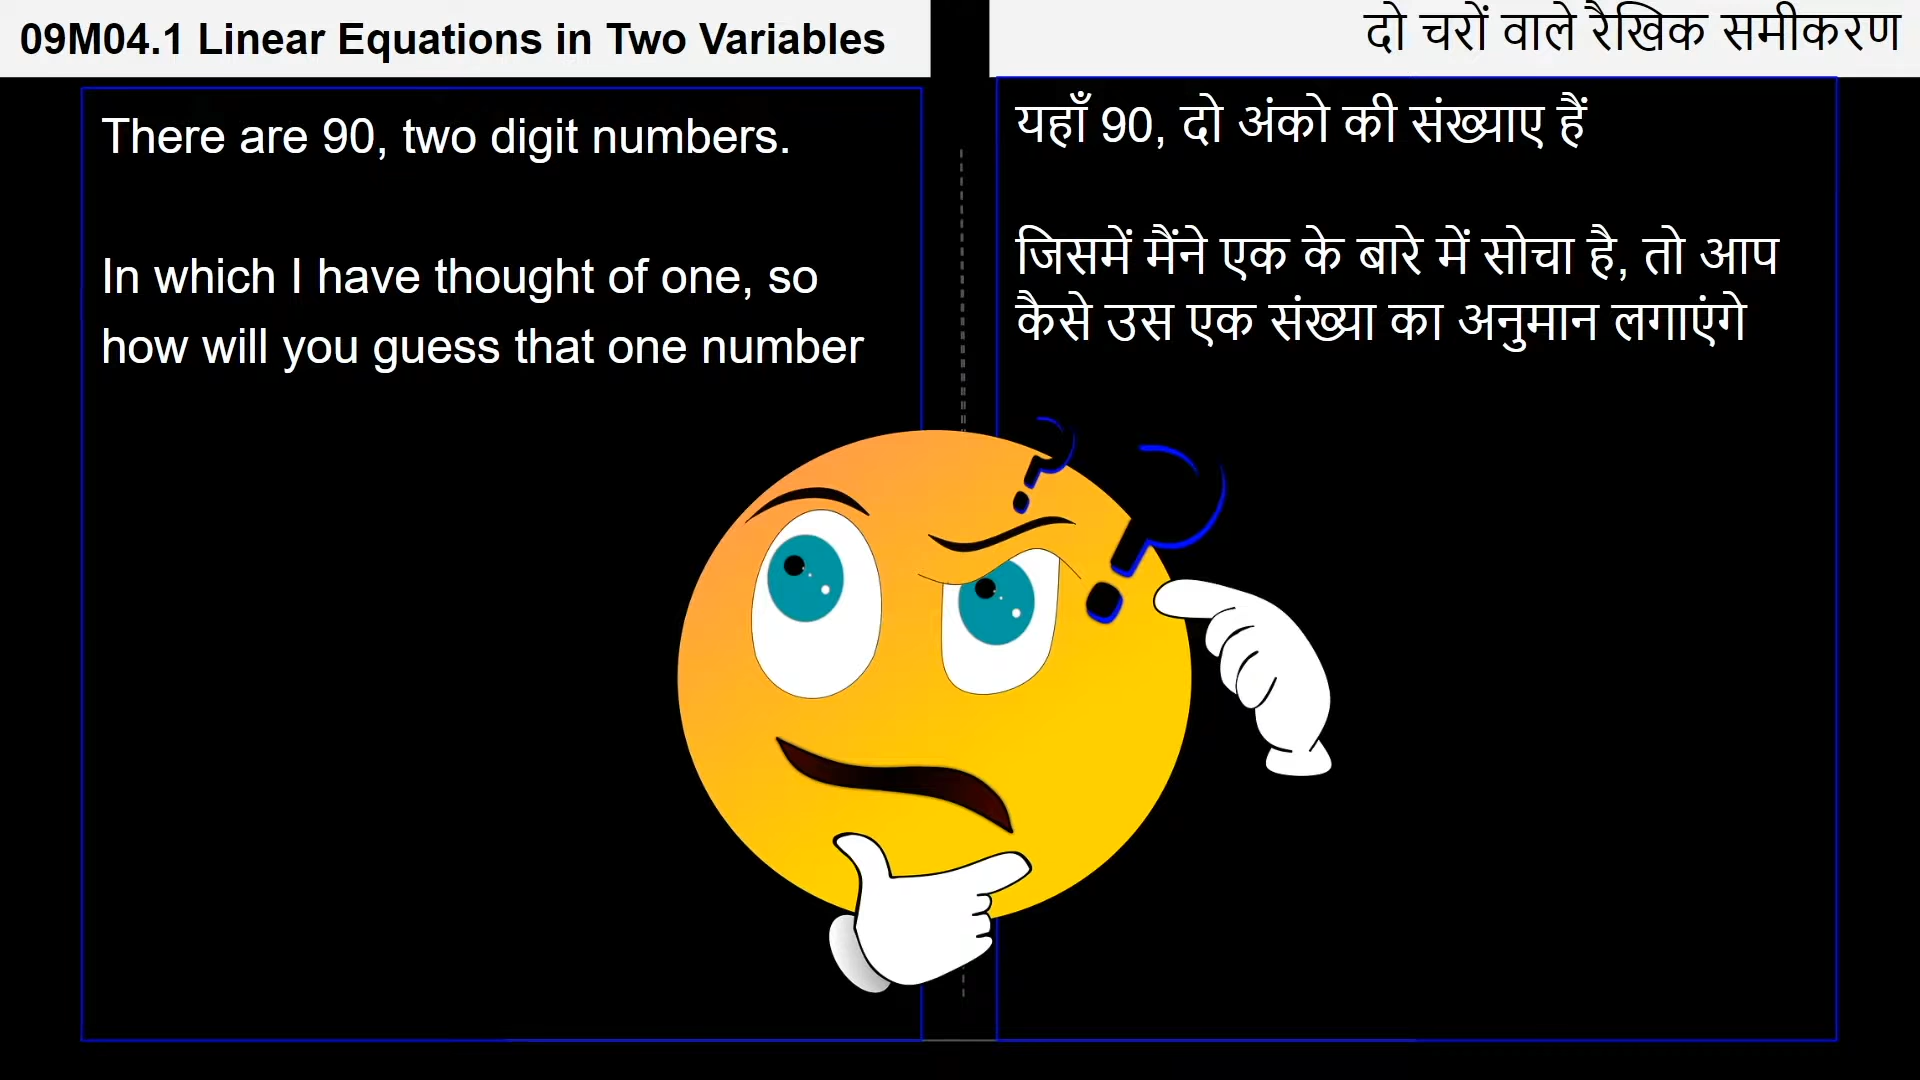 09M04.1 Linear Equations in Two Variables
दो चरों वाले रैखिक समीकरण
There are 90, two digit numbers.
In which I have thought of one, so
how will you guess that one number
यहाँ 90, दो अंको की संख्याए हैं
जिसमें मैंने एक के बारे में सोचा है, तो आप
कैसे उस एक संख्या का अनुमान लगाएंगे
? ?